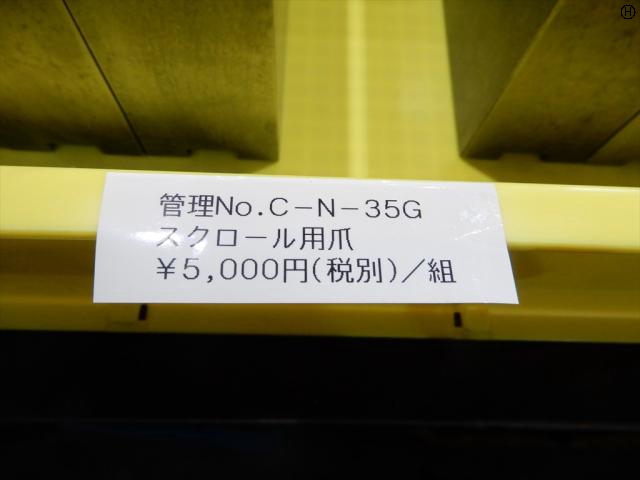 Ⓗ
管理No.C-N-35G
スクロール用爪
¥5,000円(税別)/組